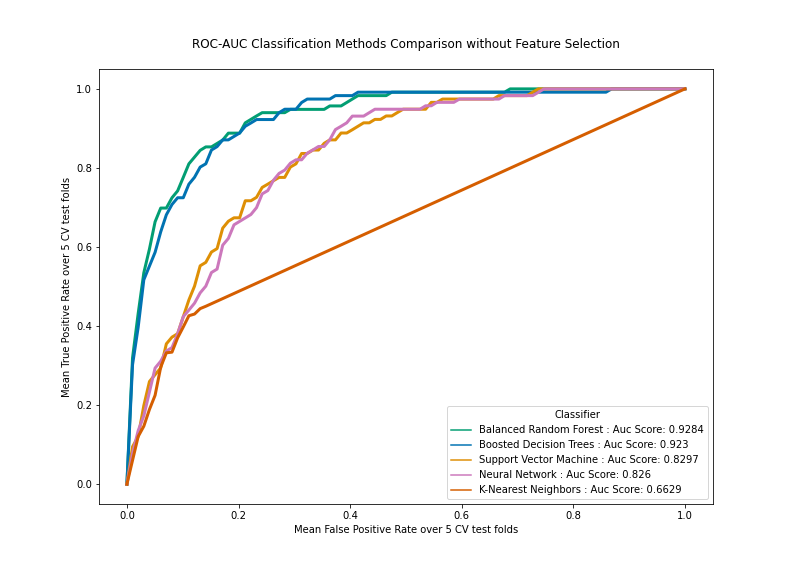 ROC-AUC Classification Methods Comparison without Feature Selection
Mean True Positive Rate over 5 CV test folds
1.0
0.8
0.6
0.4
0.2
0.0
Classifier
Balanced Random Forest : Auc Score: 0.9284
Boosted Decision Trees : Auc Score: 0.923
Support Vector Machine : Auc Score: 0.8297
Neural Network : Auc Score: 0.826
K-Nearest Neighbors : Auc Score: 0.6629
0.0 0.2 0.4 0.6 0.8 1.0
Mean False Positive Rate over 5 CV test folds